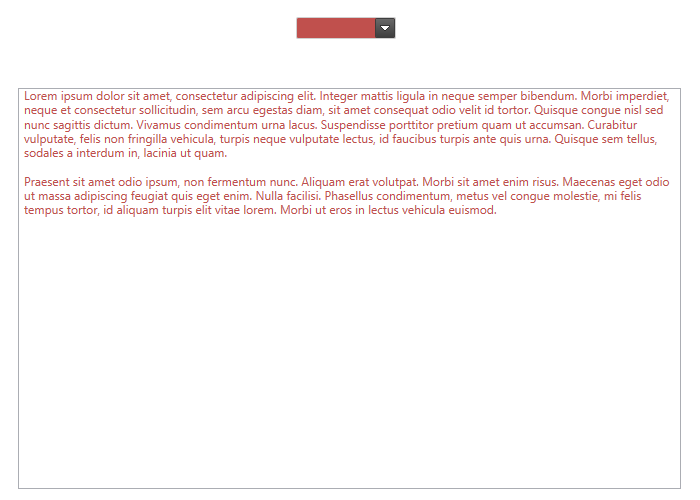 Lorem ipsum dolor sit amet, consectetur adipiscing elit. Integer mattis ligula in neque semper bibendum. Morbi imperdiet,
neque et consectetur sollicitudin, sem arcu egestas diam, sit amet consequat odio velit id tortor. Quisque congue nisl sed
nunc sagittis dictum. Vivamus condimentum urna lacus. Suspendisse porttitor pretium quam ut accumsan. Curabitur
vulputate, felis non fringilla vehicula, turpis neque vulputate lectus, id faucibus turpis ante quis urna. Quisque sem tellus,
sodales a interdum in, lacinia ut quam.

Praesent sit amet odio ipsum, non fermentum nunc. Aliquam erat volutpat. Morbi sit amet enim risus. Maecenas eget odio
ut massa adipiscing feugiat quis eget enim. Nulla facilisi. Phasellus condimentum, metus vel congue molestie, mi felis
tempus tortor, id aliquam turpis elit vitae lorem. Morbi ut eros in lectus vehicula euismod.